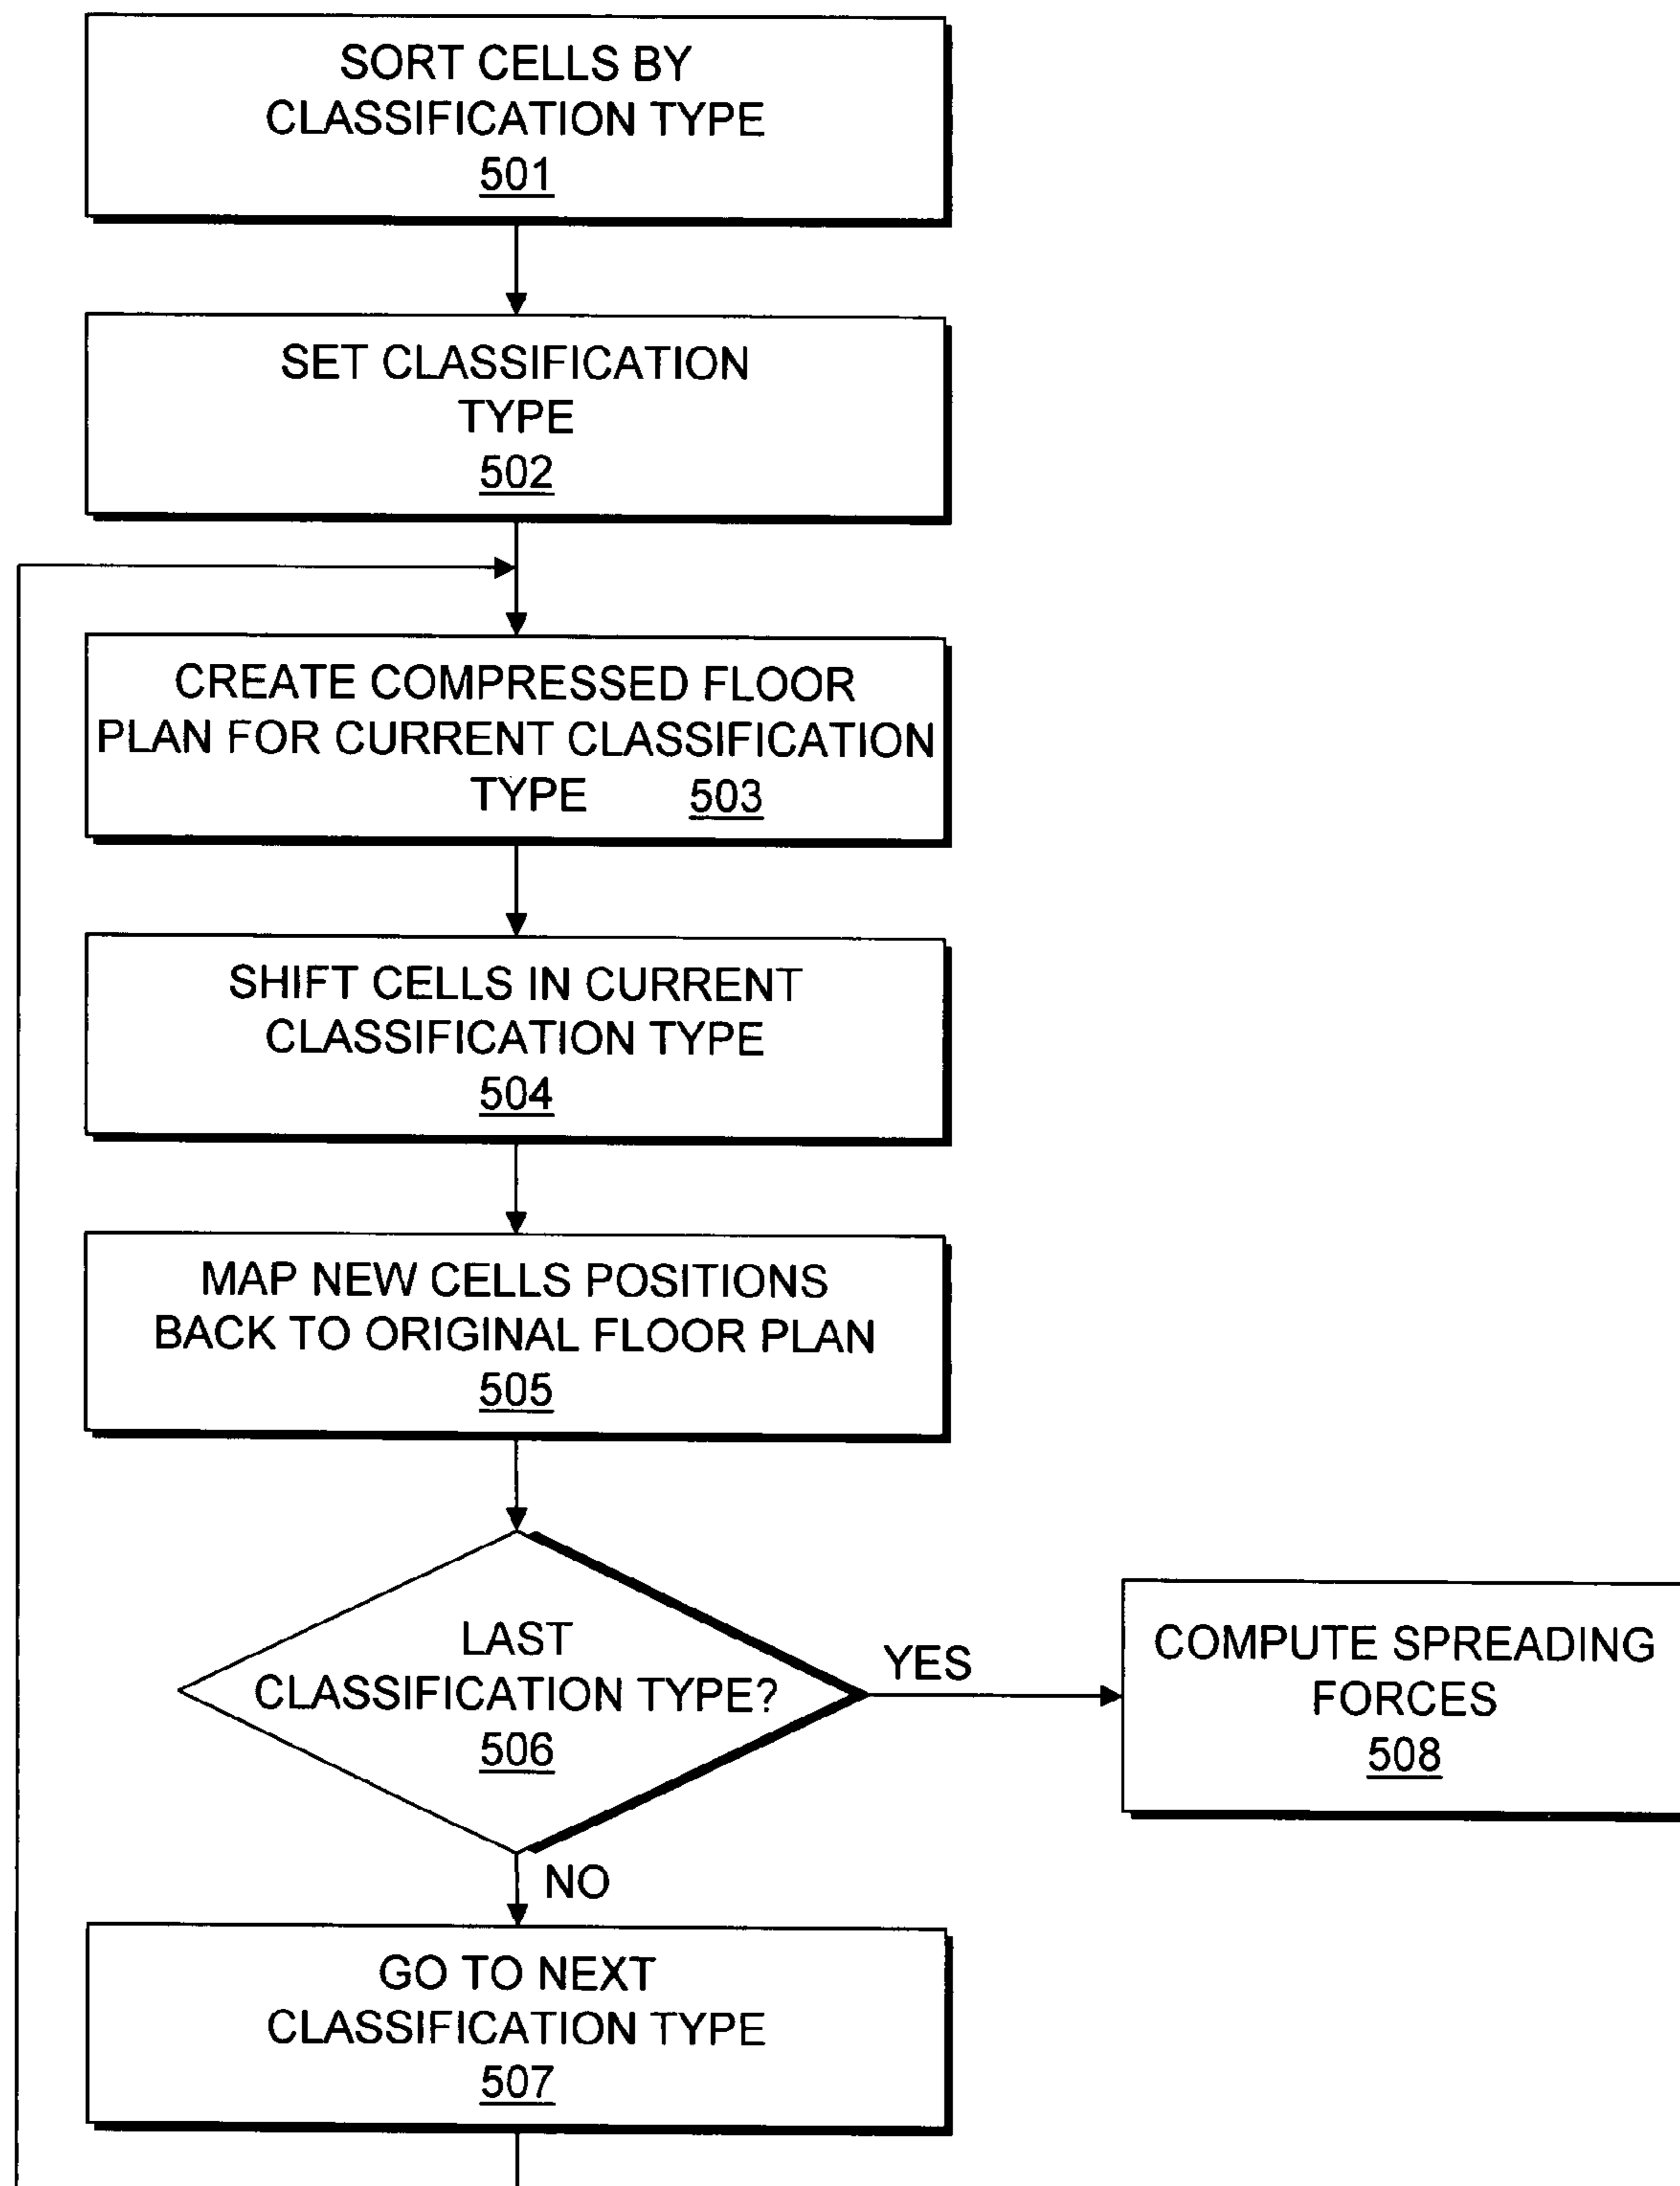 SORT CELLS BY
CLASSIFICATION TYPE
501
SET CLASSIFICATION
TYPE
502
CREATE COMPRESSED FLOOR
PLAN FOR CURRENT CLASSIFICATION
TYPE 503
SHIFT CELLS IN CURRENT
CLASSIFICATION TYPE
504
MAP NEW CELLS POSITIONS
BACK TO ORIGINAL FLOOR PLAN
505
LAST
CLASSIFICATION TYPE?
506
YES
COMPUTE SPREADING
FORCES
508
NO
GO TO NEXT
CLASSIFICATION TYPE
507